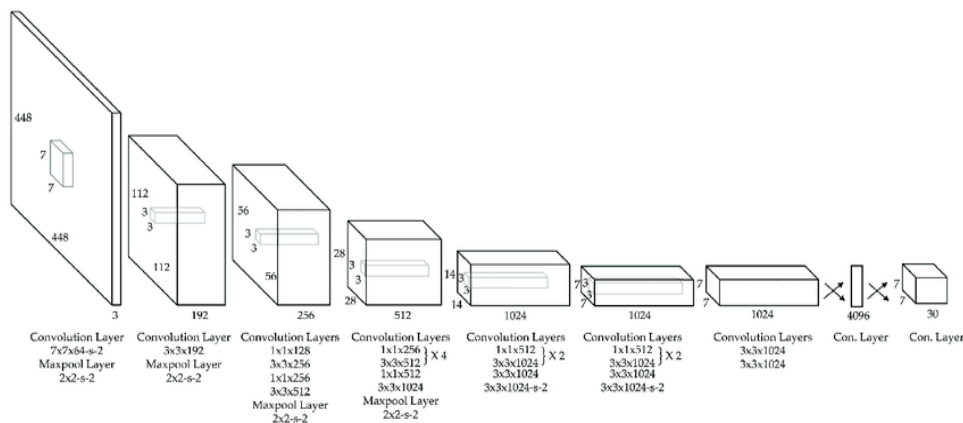 448
7
7
448
3
112
3
3
112
192
56
3
3
56
256
28
3
3
28
512
14
3
3
14
1024
7
3
3
7
1024
7
7
1024
4096
7
7
30
Convolution Layer
7x7x64-s-2
Maxpool Layer
2x2-s-2
Convolution Layer
3x3x192
Maxpool Layer
2x2-s-2
Convolution Layers
1x1x128
3x3x256
1x1x256
3x3x512
Maxpool Layer
2x2-s-2
Convolution Layers
1x1x256
3x3x512 } X 4
1x1x512
3x3x1024
Maxpool Layer
2x2-s-2
Convolution Layers
1x1x512
3x3x1024 } X 2
3x3x1024
3x3x1024-s-2
Convolution Layers
1x1x512
3x3x1024 } X 2
3x3x1024
3x3x1024-s-2
Convolution Layers
3x3x1024
3x3x1024
Con. Layer
Con. Layer